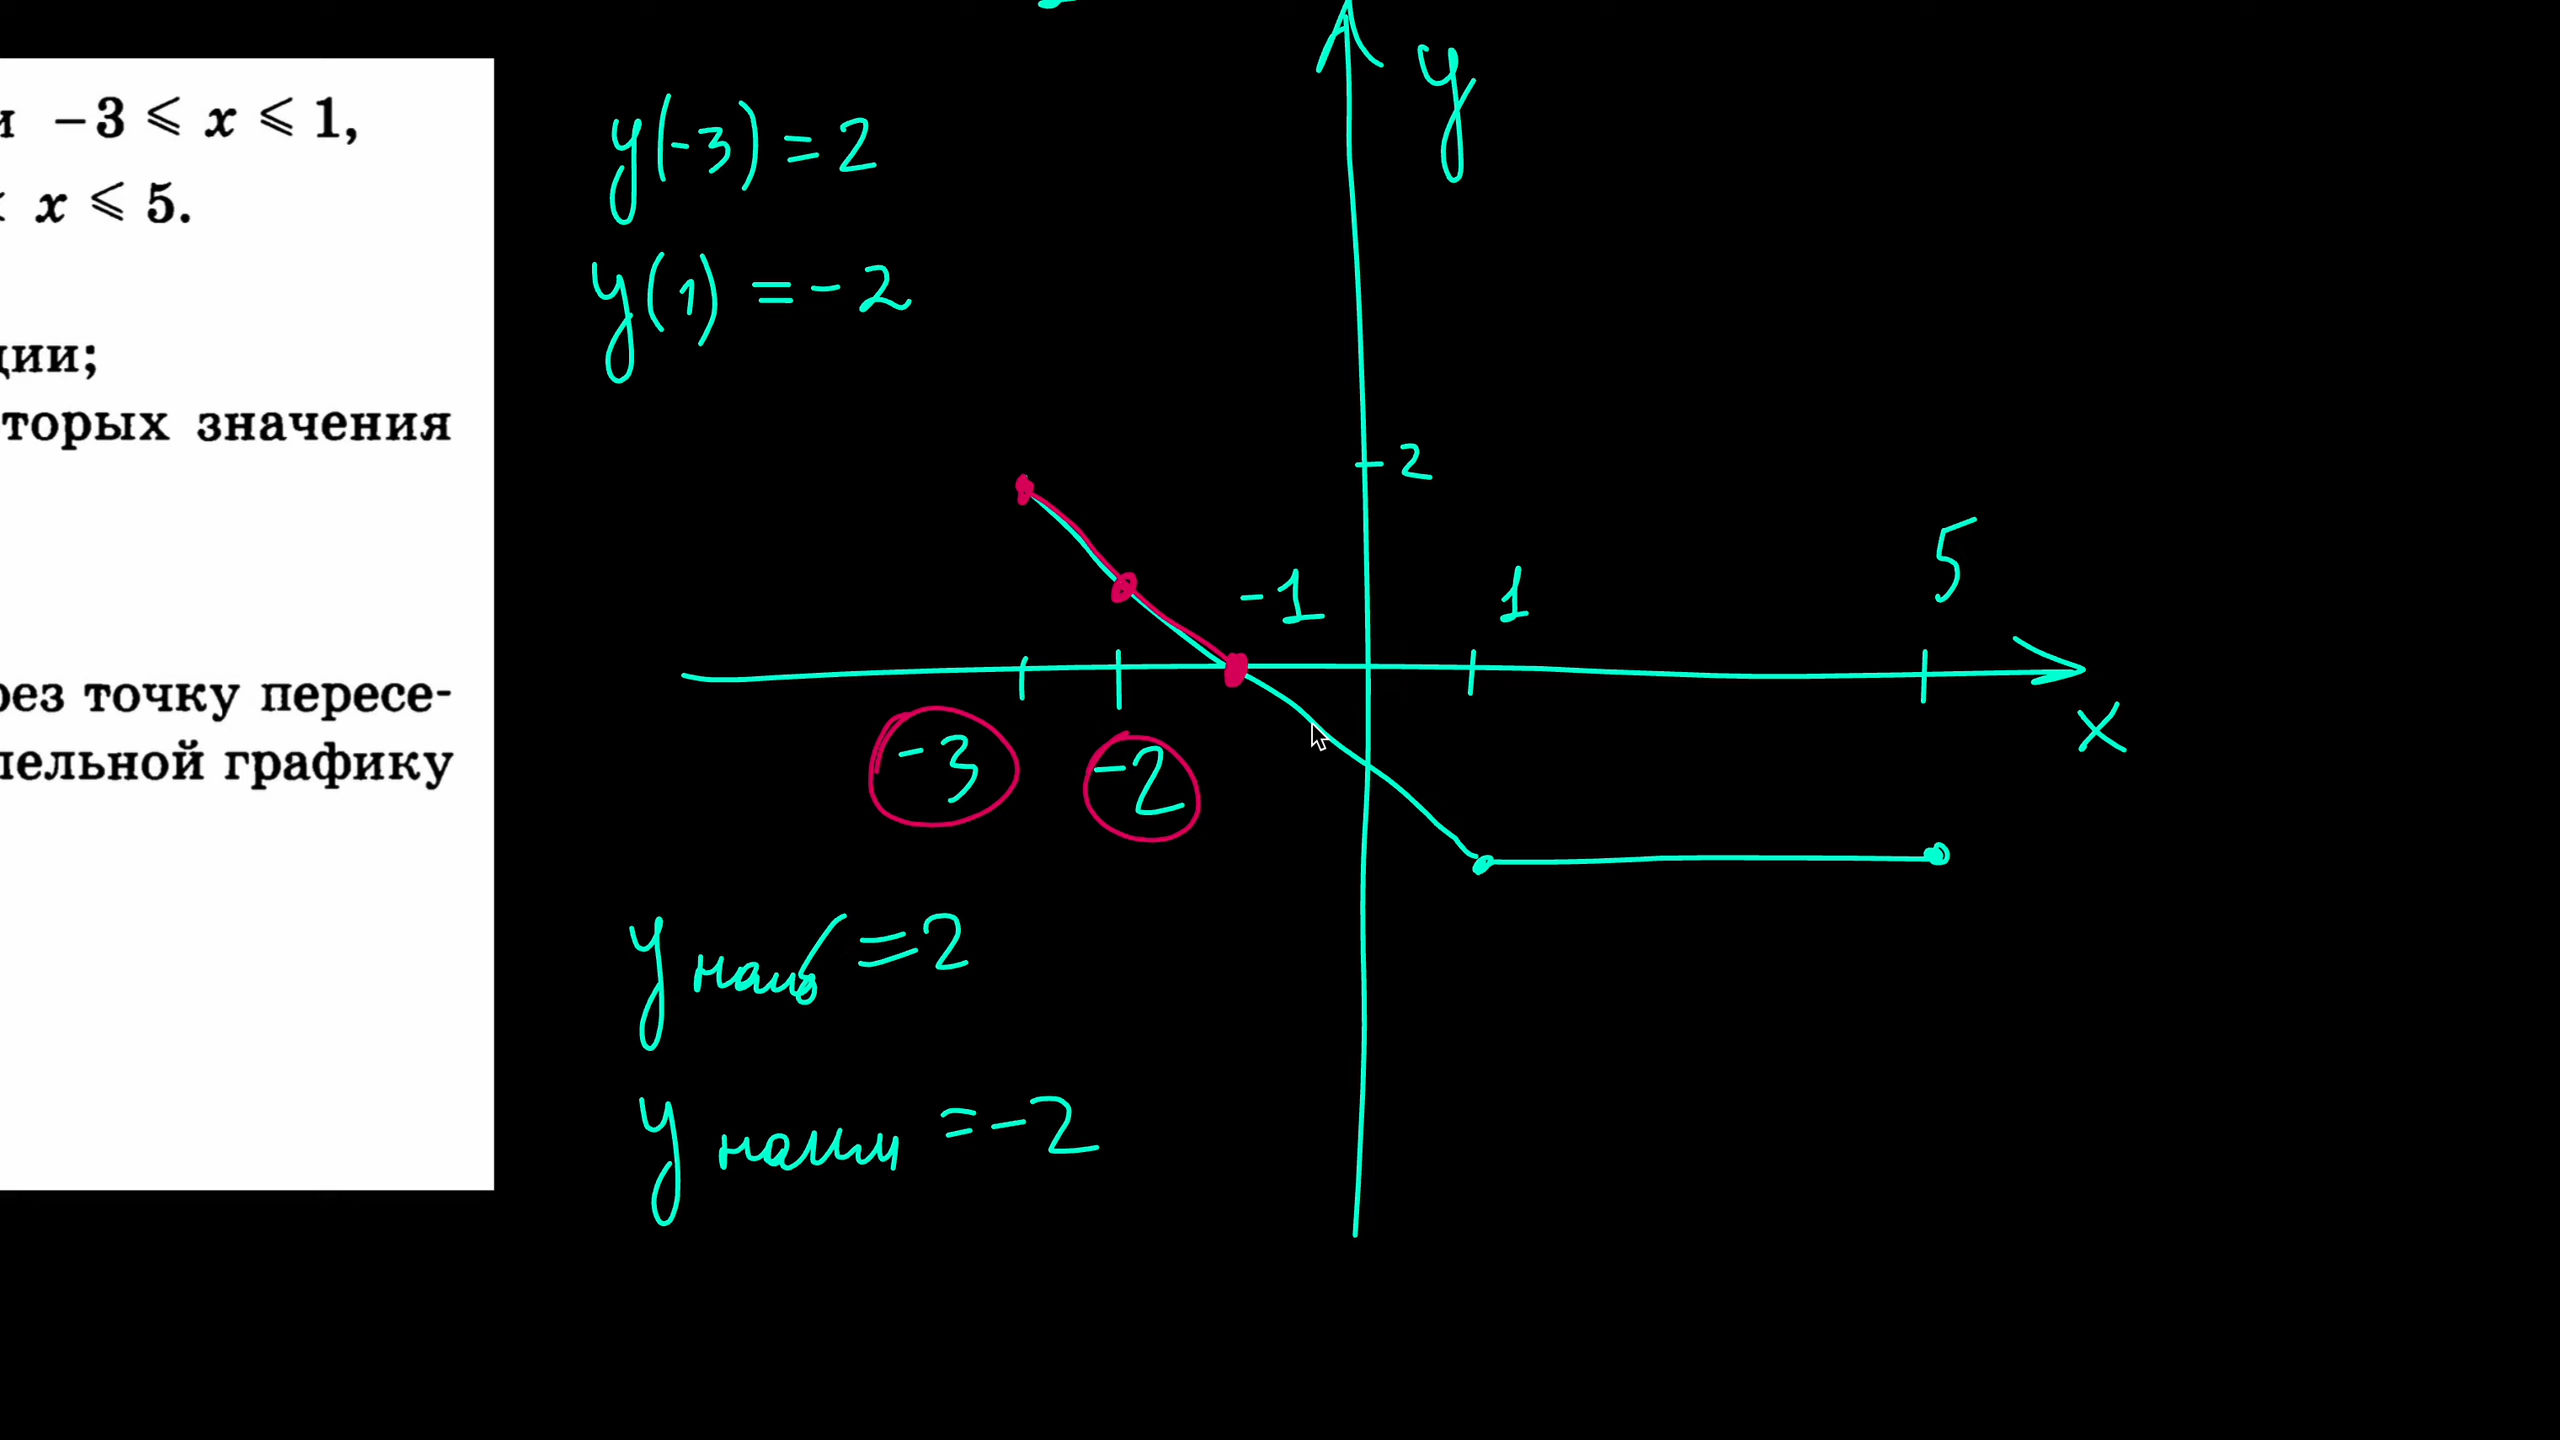 -3 ⩽ x ⩽ 1,
x ⩽ 5.
ции;
торых значения
рез точку пересе-
графику
y(-3) = 2
y(1) = -2
y
2
-1
1
5
x
-3
-2
y наиб = 2
y наим = -2